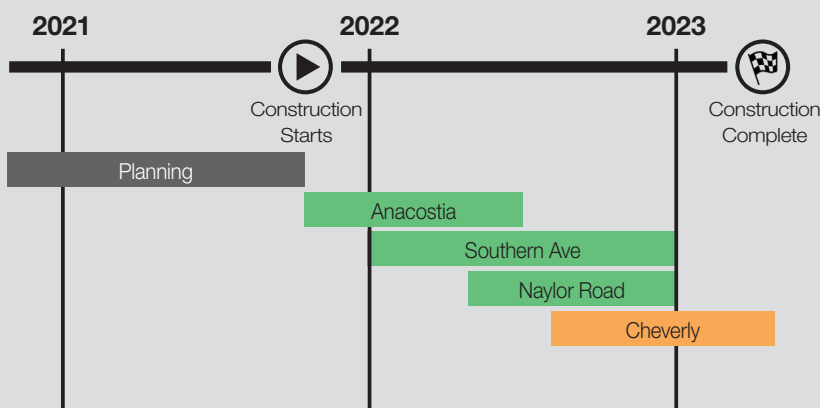 2021
2022
2023
Construction
Starts
Construction
Complete
Planning
Anacostia
Southern Ave
Naylor Road
Cheverly